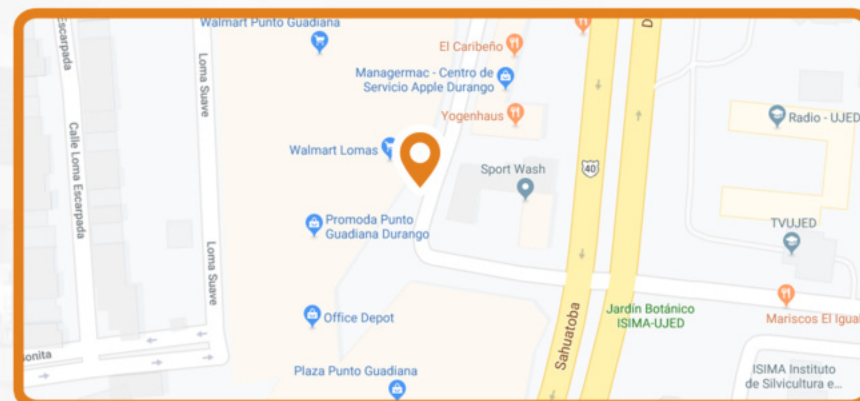 Walmart Punto Guadiana
El Caribeño
Managermac - Centro de
Servicio Apple Durango
Yogenhaus
Walmart Lomas
Sport Wash
Promoda Punto
Guadiana Durango
Office Depot
Plaza Punto Guadiana
Escarpada
Calle Loma Escarpada
Loma Suave
Loma Suave
onita
40
Sahuatoba
D
Radio - UJED
TVUJED
Jardín Botánico
ISIMA-UJED
Mariscos El Igual
ISIMA Instituto
de Silvicultura e...